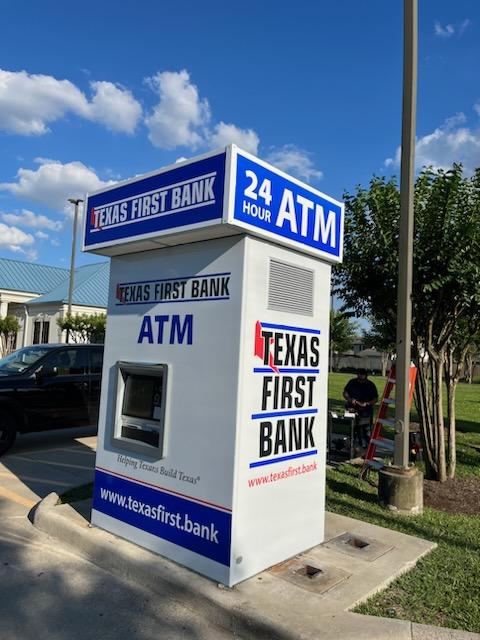 TEXAS FIRST BANK
24 HOUR ATM
TEXAS FIRST BANK
ATM
Helping Texans Build Texas®
www.texasfirst.bank
TEXAS
FIRST
BANK
www.texasfirst.bank